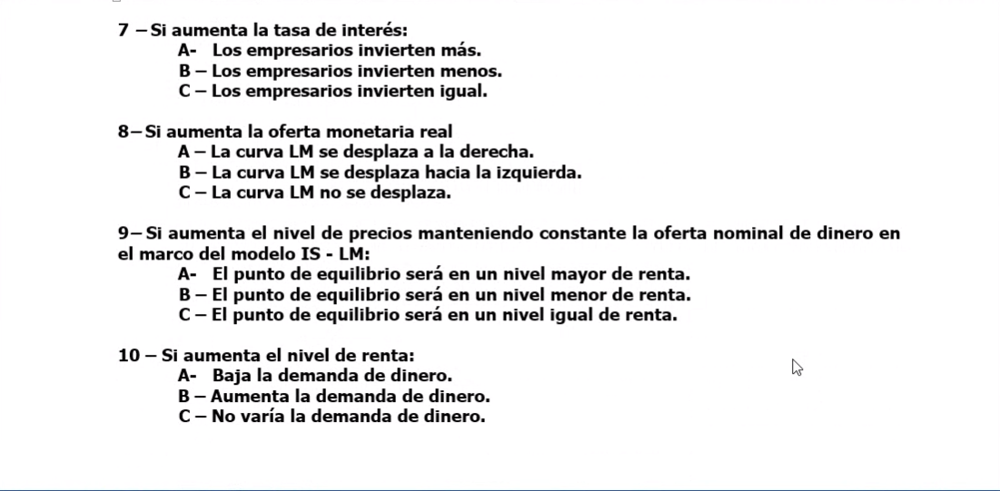 7 – Si aumenta la tasa de interés:
A- Los empresarios invierten más.
B – Los empresarios invierten menos.
C – Los empresarios invierten igual.
8– Si aumenta la oferta monetaria real
A – La curva LM se desplaza a la derecha.
B – La curva LM se desplaza hacia la izquierda.
C – La curva LM no se desplaza.
9– Si aumenta el nivel de precios manteniendo constante la oferta nominal de dinero en
el marco del modelo IS - LM:
A- El punto de equilibrio será en un nivel mayor de renta.
B – El punto de equilibrio será en un nivel menor de renta.
C – El punto de equilibrio será en un nivel igual de renta.
10 – Si aumenta el nivel de renta:
A- Baja la demanda de dinero.
B – Aumenta la demanda de dinero.
C – No varía la demanda de dinero.